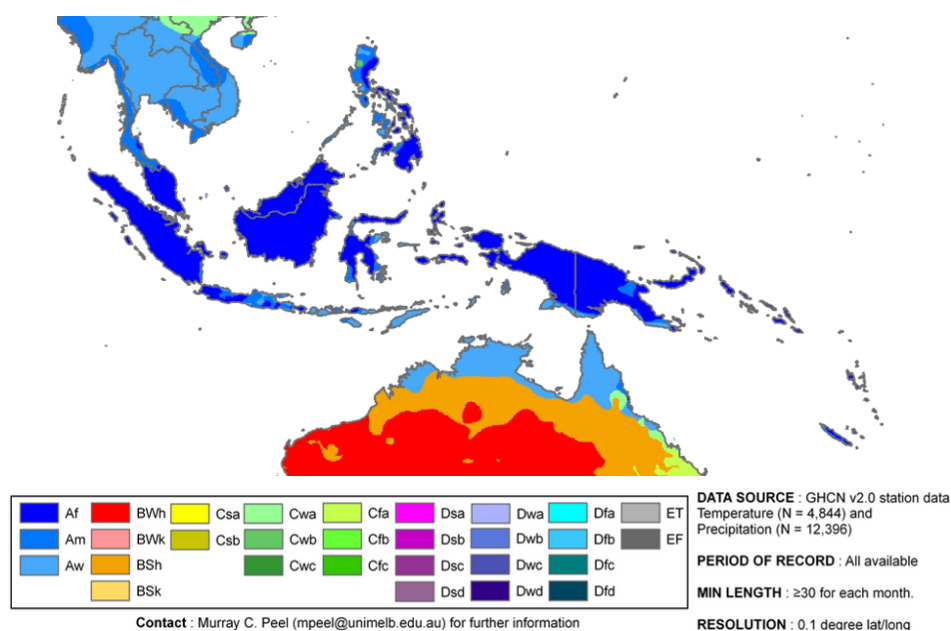 Af BWh Csa Cwa Cfa Dsa Dwa Dfa ET
Am BWk Csb Cwb Cfb Dsb Dwb Dfb EF
Aw BSh Cwc Cfc Dsc Dwc Dfc
BSk Dsd Dwd Dfd
Contact : Murray C. Peel (mpeel@unimelb.edu.au) for further information
DATA SOURCE : GHCN v2.0 station data
Temperature (N = 4,844) and
Precipitation (N = 12,396)
PERIOD OF RECORD : All available
MIN LENGTH : ≥30 for each month.
RESOLUTION : 0.1 degree lat/long